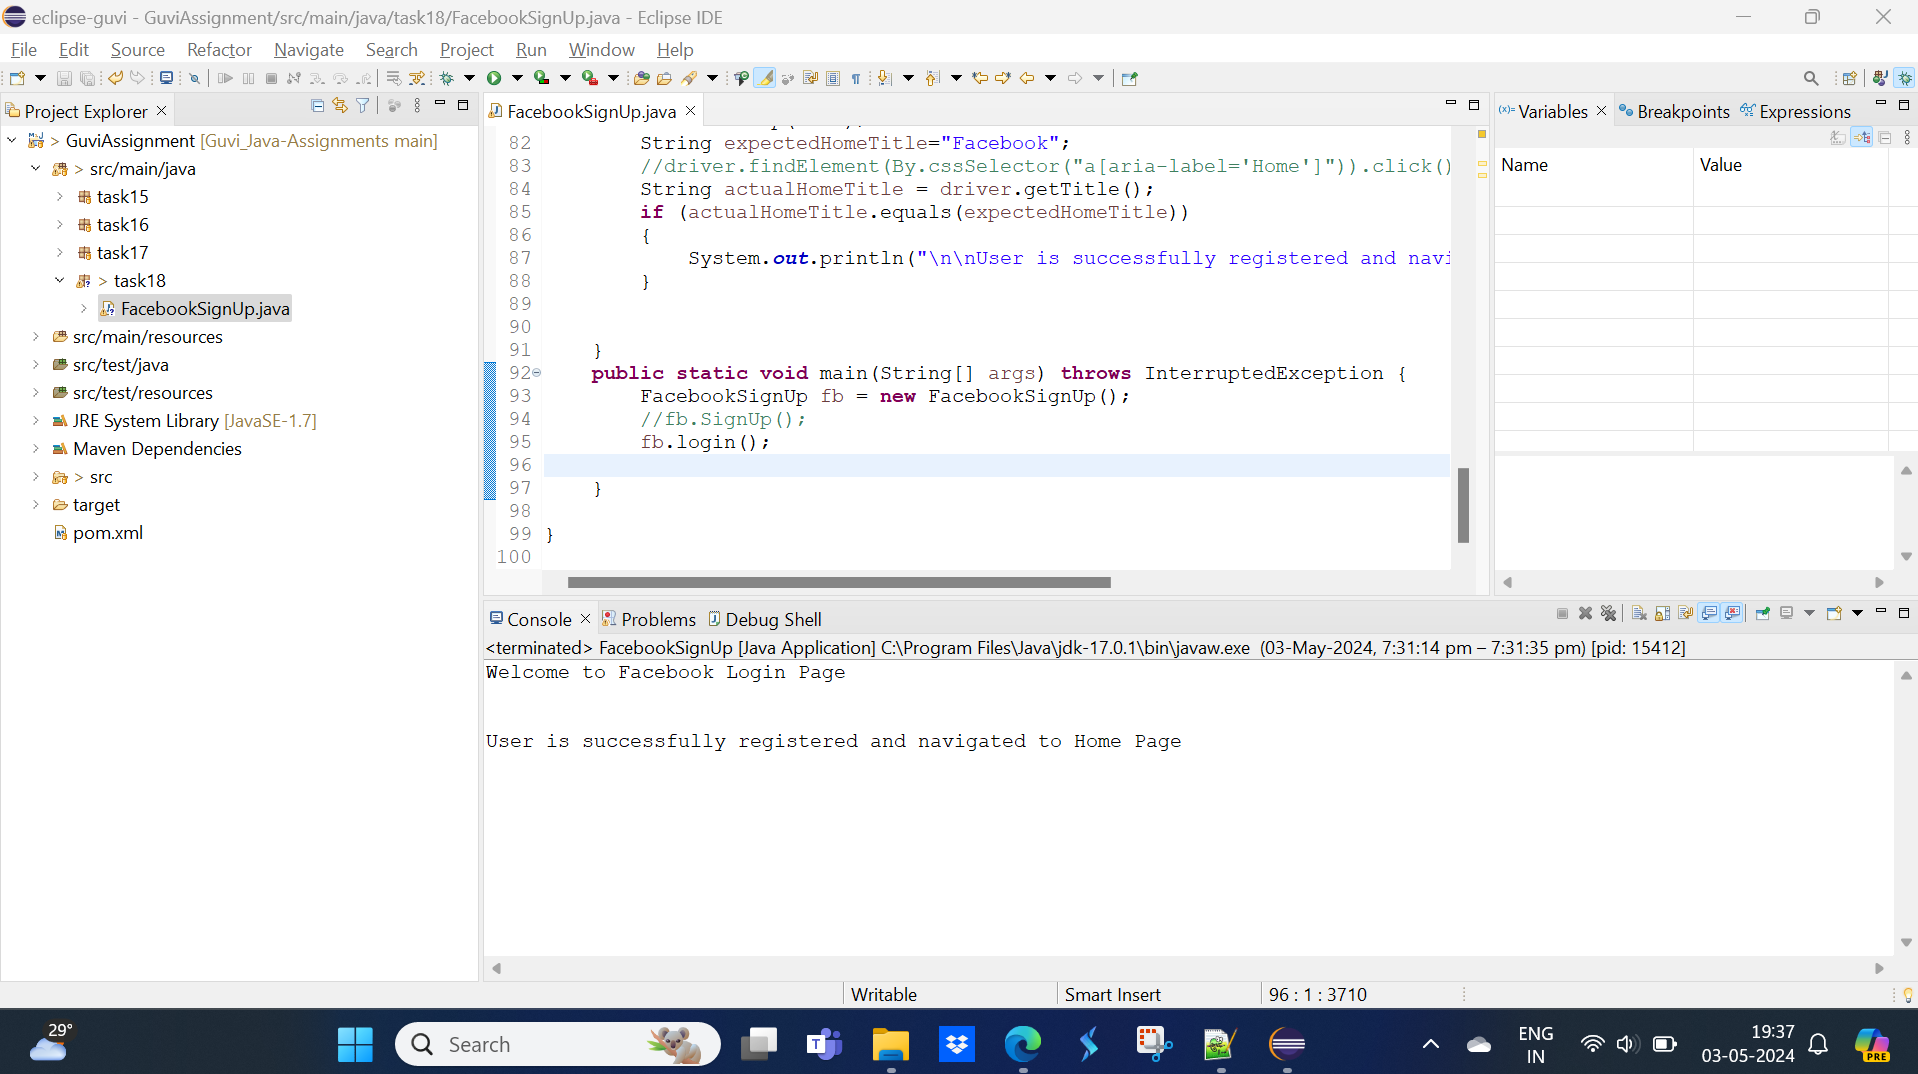 eclipse-guvi - GuviAssignment/src/main/java/task18/FacebookSignUp.java - Eclipse IDE
File Edit Source Refactor Navigate Search Project Run Window Help
Project Explorer
GuviAssignment [Guvi_Java-Assignments main]
> src/main/java
task15
task16
task17
> task18
FacebookSignUp.java
src/main/resources
src/test/java
src/test/resources
JRE System Library [JavaSE-1.7]
Maven Dependencies
> src
target
pom.xml
FacebookSignUp.java
82 String expectedHomeTitle="Facebook";
83 //driver.findElement(By.cssSelector("a[aria-label='Home']")).click()
84 String actualHomeTitle = driver.getTitle();
85 if (actualHomeTitle.equals(expectedHomeTitle))
86 {
87 System.out.println("\n\nUser is successfully registered and navi
88 }
89
90
91 }
92 public static void main(String[] args) throws InterruptedException {
93 FacebookSignUp fb = new FacebookSignUp();
94 //fb.SignUp();
95 fb.login();
96
97 }
98
99 }
100
Variables Breakpoints Expressions
Name Value
Console Problems Debug Shell
<terminated> FacebookSignUp [Java Application] C:\Program Files\Java\jdk-17.0.1\bin\javaw.exe (03-May-2024, 7:31:14 pm – 7:31:35 pm) [pid: 15412]
Welcome to Facebook Login Page
User is successfully registered and navigated to Home Page
Writable Smart Insert 96 : 1 : 3710
29°
Search
ENG
IN
19:37
03-05-2024
PRE